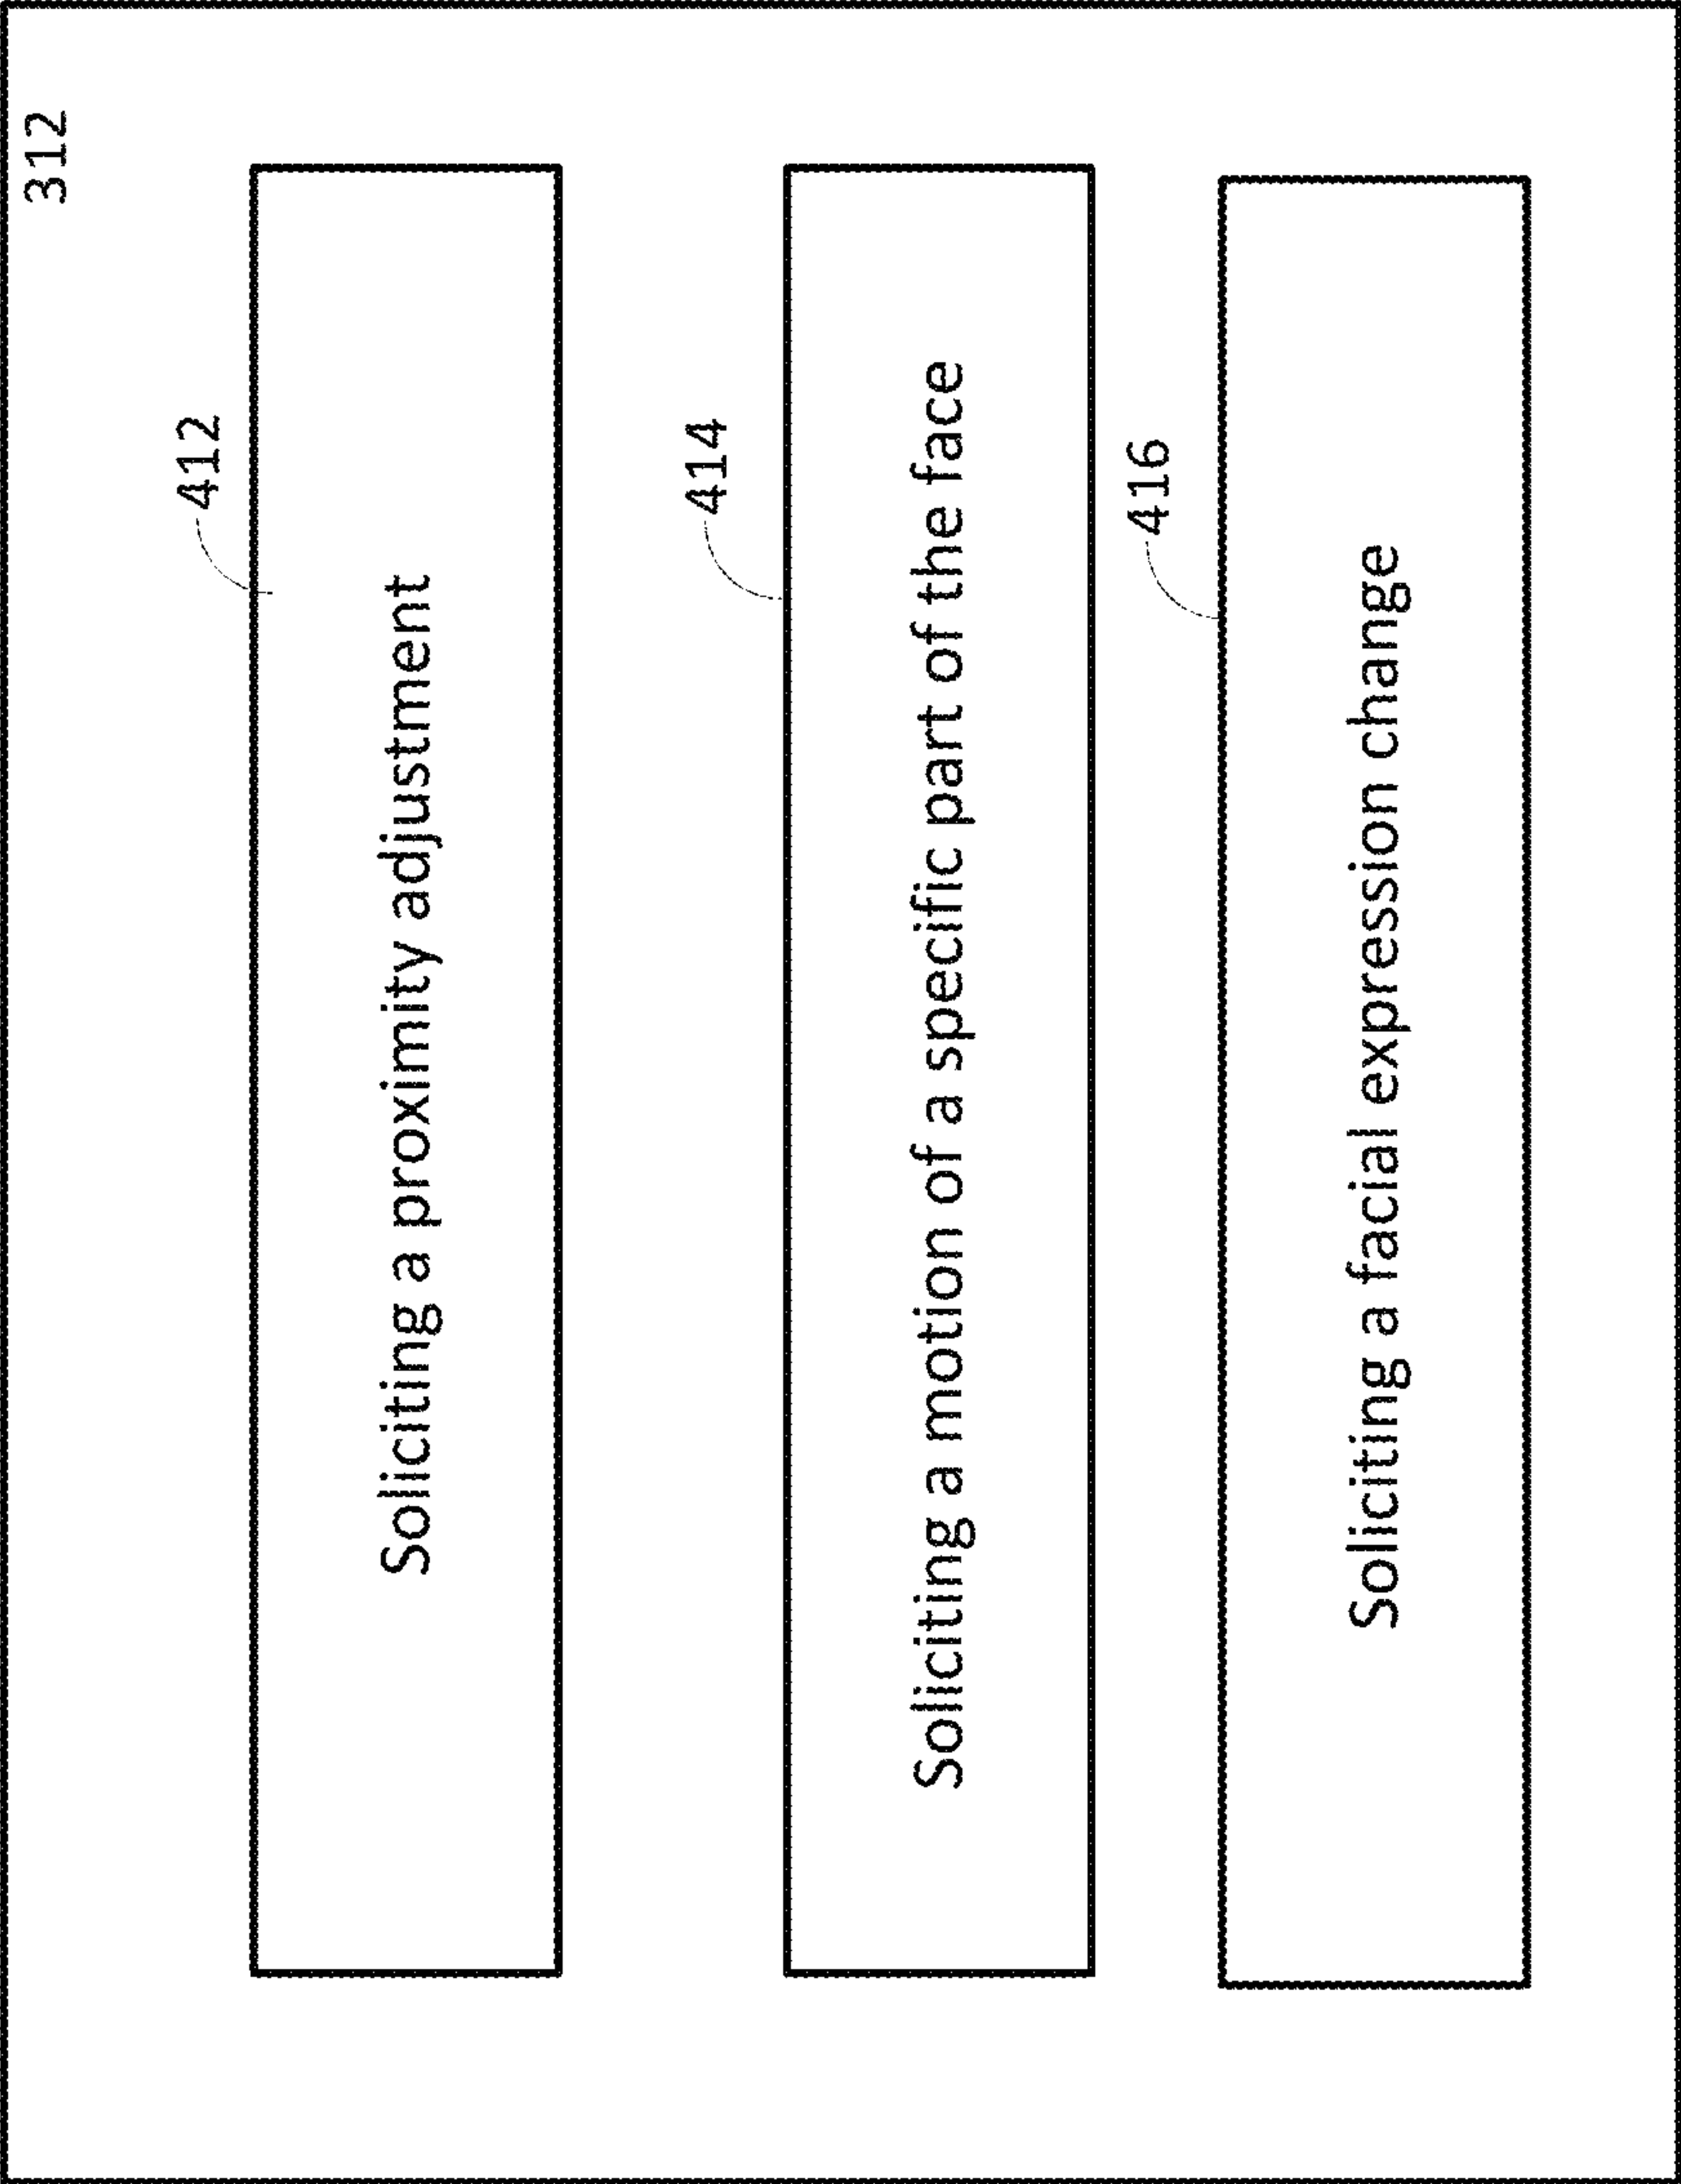 312
412
Soliciting a proximity adjustment
414
Soliciting a motion of a specific part of the face
416
Soliciting a facial expression change